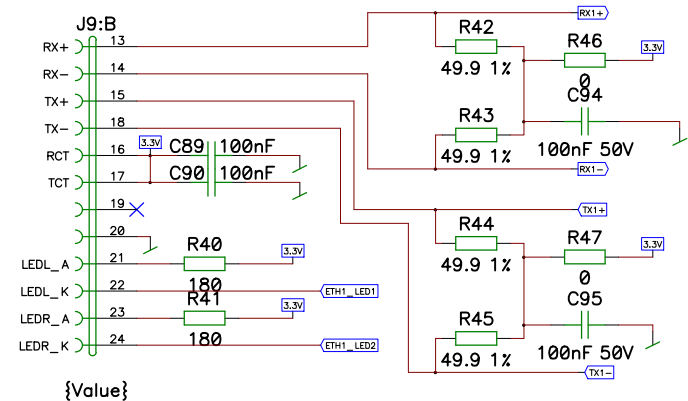 J9:B
RX+ 13
RX- 14
TX+ 15
TX- 18
RCT 16
TCT 17
19
20
LEDL_A 21
LEDL_K 22
LEDR_A 23
LEDR_K 24
{Value}
3.3V
C89 100nF
C90 100nF
R40
180
3.3V
R41
180
3.3V
ETH1_LED1
ETH1_LED2
RX1+
R42
49.9 1%
R46
0
3.3V
R43
49.9 1%
C94
100nF 50V
RX1-
TX1+
R44
49.9 1%
R47
0
3.3V
R45
49.9 1%
C95
100nF 50V
TX1-